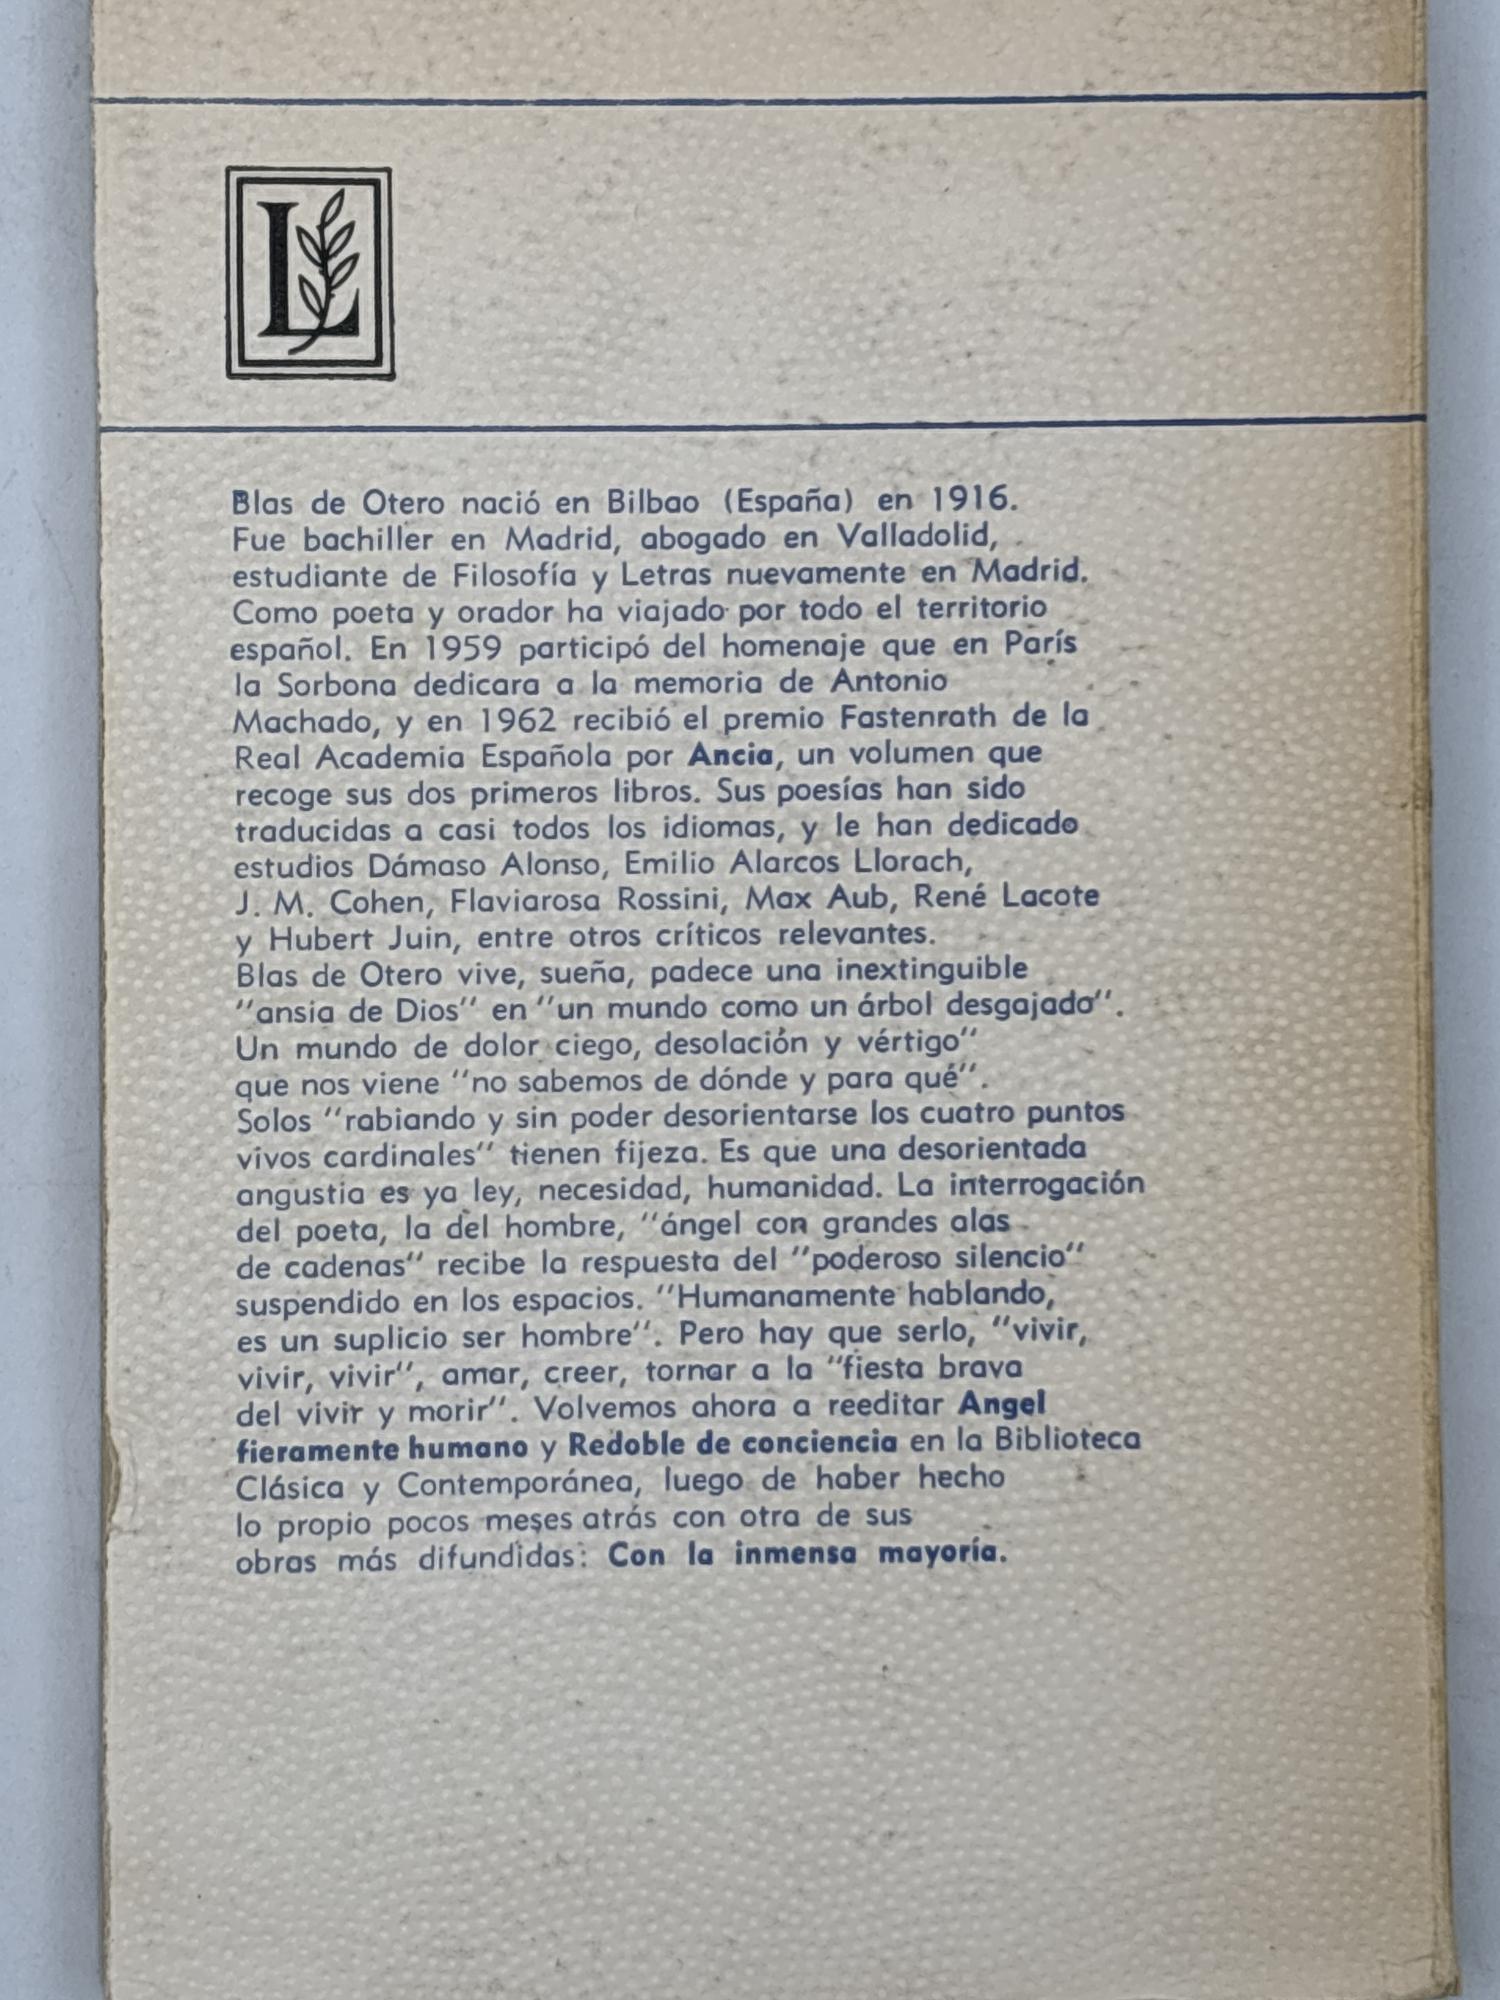 L
Blas de Otero nació en Bilbao (España) en 1916.
Fue bachiller en Madrid, abogado en Valladolid,
estudiante de Filosofía y Letras nuevamente en Madrid.
Como poeta y orador ha viajado por todo el territorio
español. En 1959 participó del homenaje que en París
la Sorbona dedicara a la memoria de Antonio
Machado, y en 1962 recibió el premio Fastenrath de la
Real Academia Española por Ancia, un volumen que
recoge sus dos primeros libros. Sus poesías han sido
traducidas a casi todos los idiomas, y le han dedicado
estudios Dámaso Alonso, Emilio Alarcos Llorach,
J. M. Cohen, Flaviarosa Rossini, Max Aub, René Lacote
y Hubert Juin, entre otros críticos relevantes.
Blas de Otero vive, sueña, padece una inextinguible
"ansia de Dios" en "un mundo como un árbol desgajado".
Un mundo de dolor ciego, desolación y vértigo"
que nos viene "no sabemos de dónde y para qué".
Solos "rabiando y sin poder desorientarse los cuatro puntos
vivos cardinales" tienen fijeza. Es que una desorientada
angustia es ya ley, necesidad, humanidad. La interrogación
del poeta, la del hombre, "ángel con grandes alas
de cadenas" recibe la respuesta del "poderoso silencio"
suspendido en los espacios. "Humanamente hablando,
es un suplicio ser hombre". Pero hay que serlo, "vivir,
vivir, vivir", amar, creer, tornar a la "fiesta brava
del vivir y morir". Volvemos ahora a reeditar Angel
fieramente humano y Redoble de conciencia en la Biblioteca
Clásica y Contemporánea, luego de haber hecho
lo propio pocos meses atrás con otra de sus
obras más difundidas: Con la inmensa mayoría.